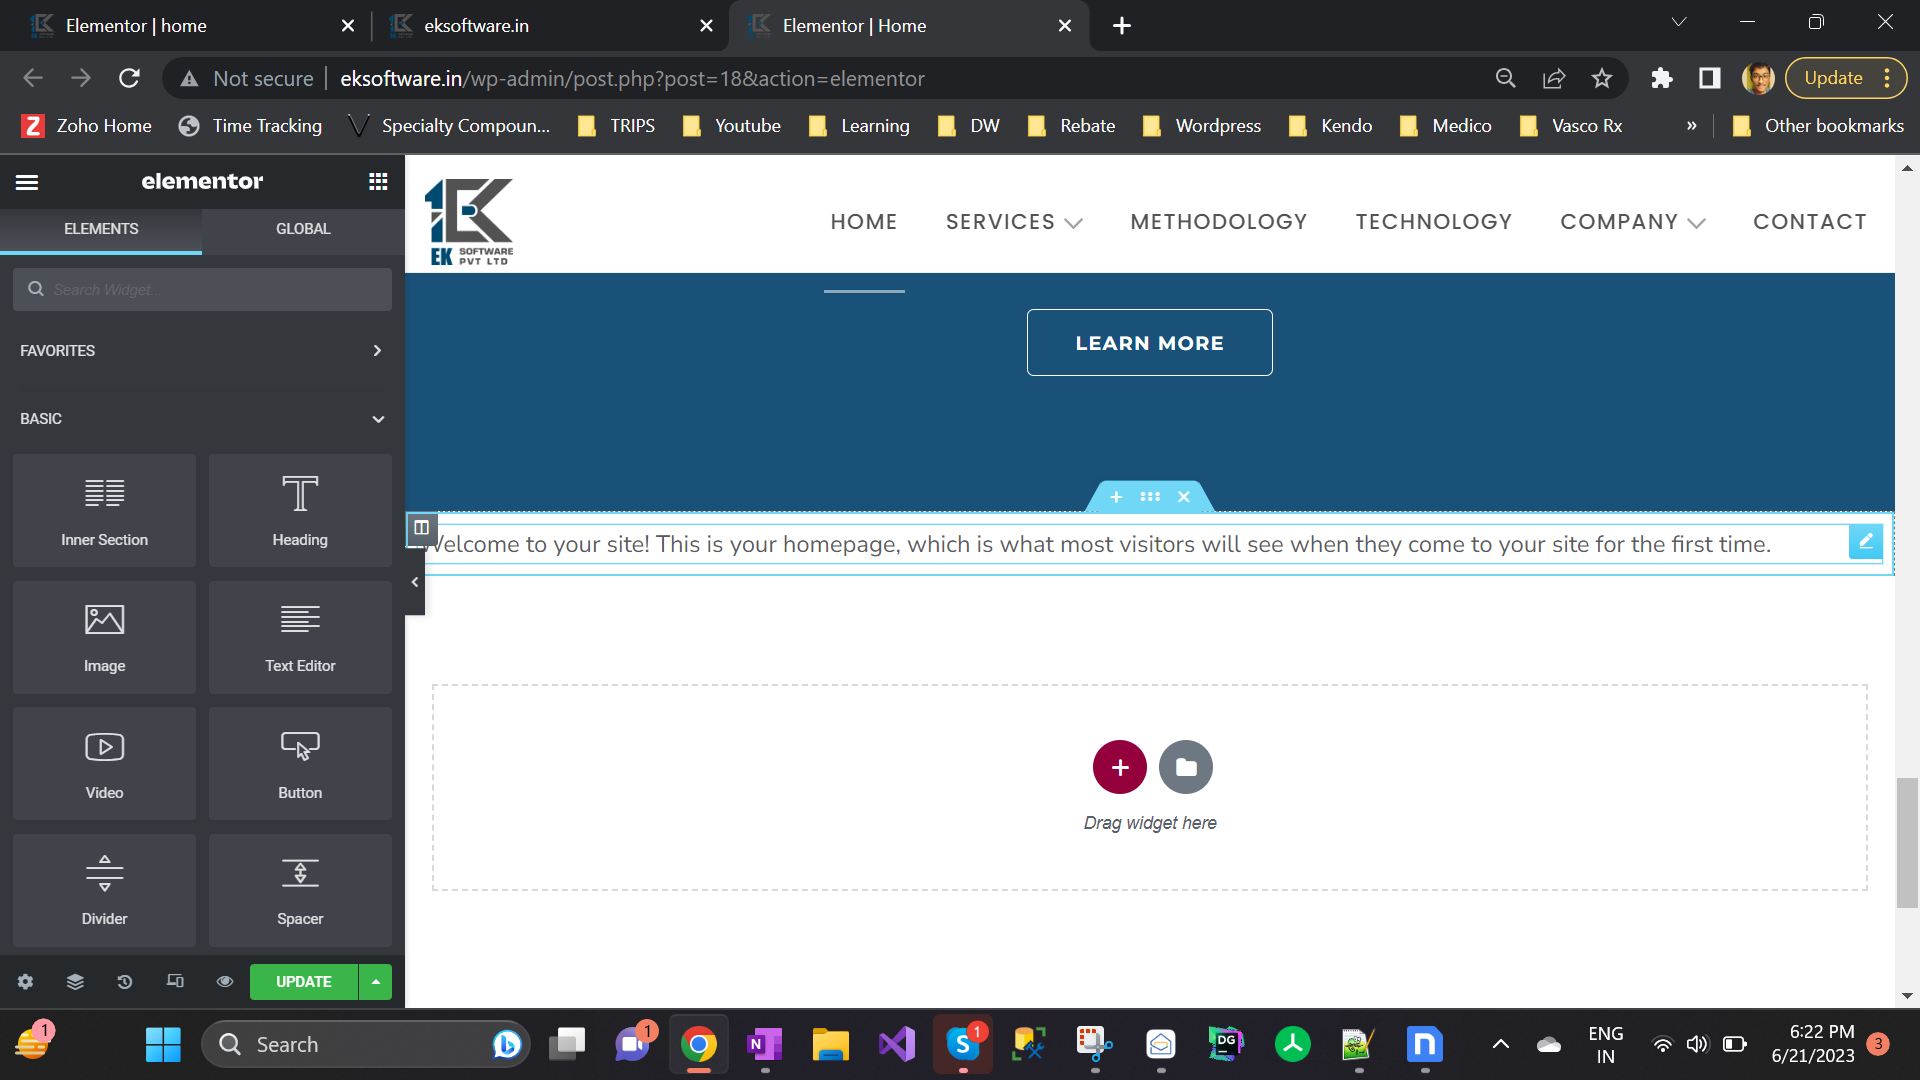 Elementor | home
eksoftware.in
Elementor | Home
Not secure
eksoftware.in/wp-admin/post.php?post=18&action=elementor
Update
Zoho Home
Time Tracking
Specialty Compoun...
TRIPS
Youtube
Learning
DW
Rebate
Wordpress
Kendo
Medico
Vasco Rx
»
Other bookmarks
elementor
ELEMENTS
GLOBAL
Search Widget...
FAVORITES
BASIC
Inner Section
Heading
Image
Text Editor
Video
Button
Divider
Spacer
UPDATE
EK SOFTWARE
PVT LTD
HOME
SERVICES
METHODOLOGY
TECHNOLOGY
COMPANY
CONTACT
LEARN MORE
Welcome to your site! This is your homepage, which is what most visitors will see when they come to your site for the first time.
Drag widget here
1
Search
1
N
S
1
DG
n
ENG
IN
6:22 PM
6/21/2023
3